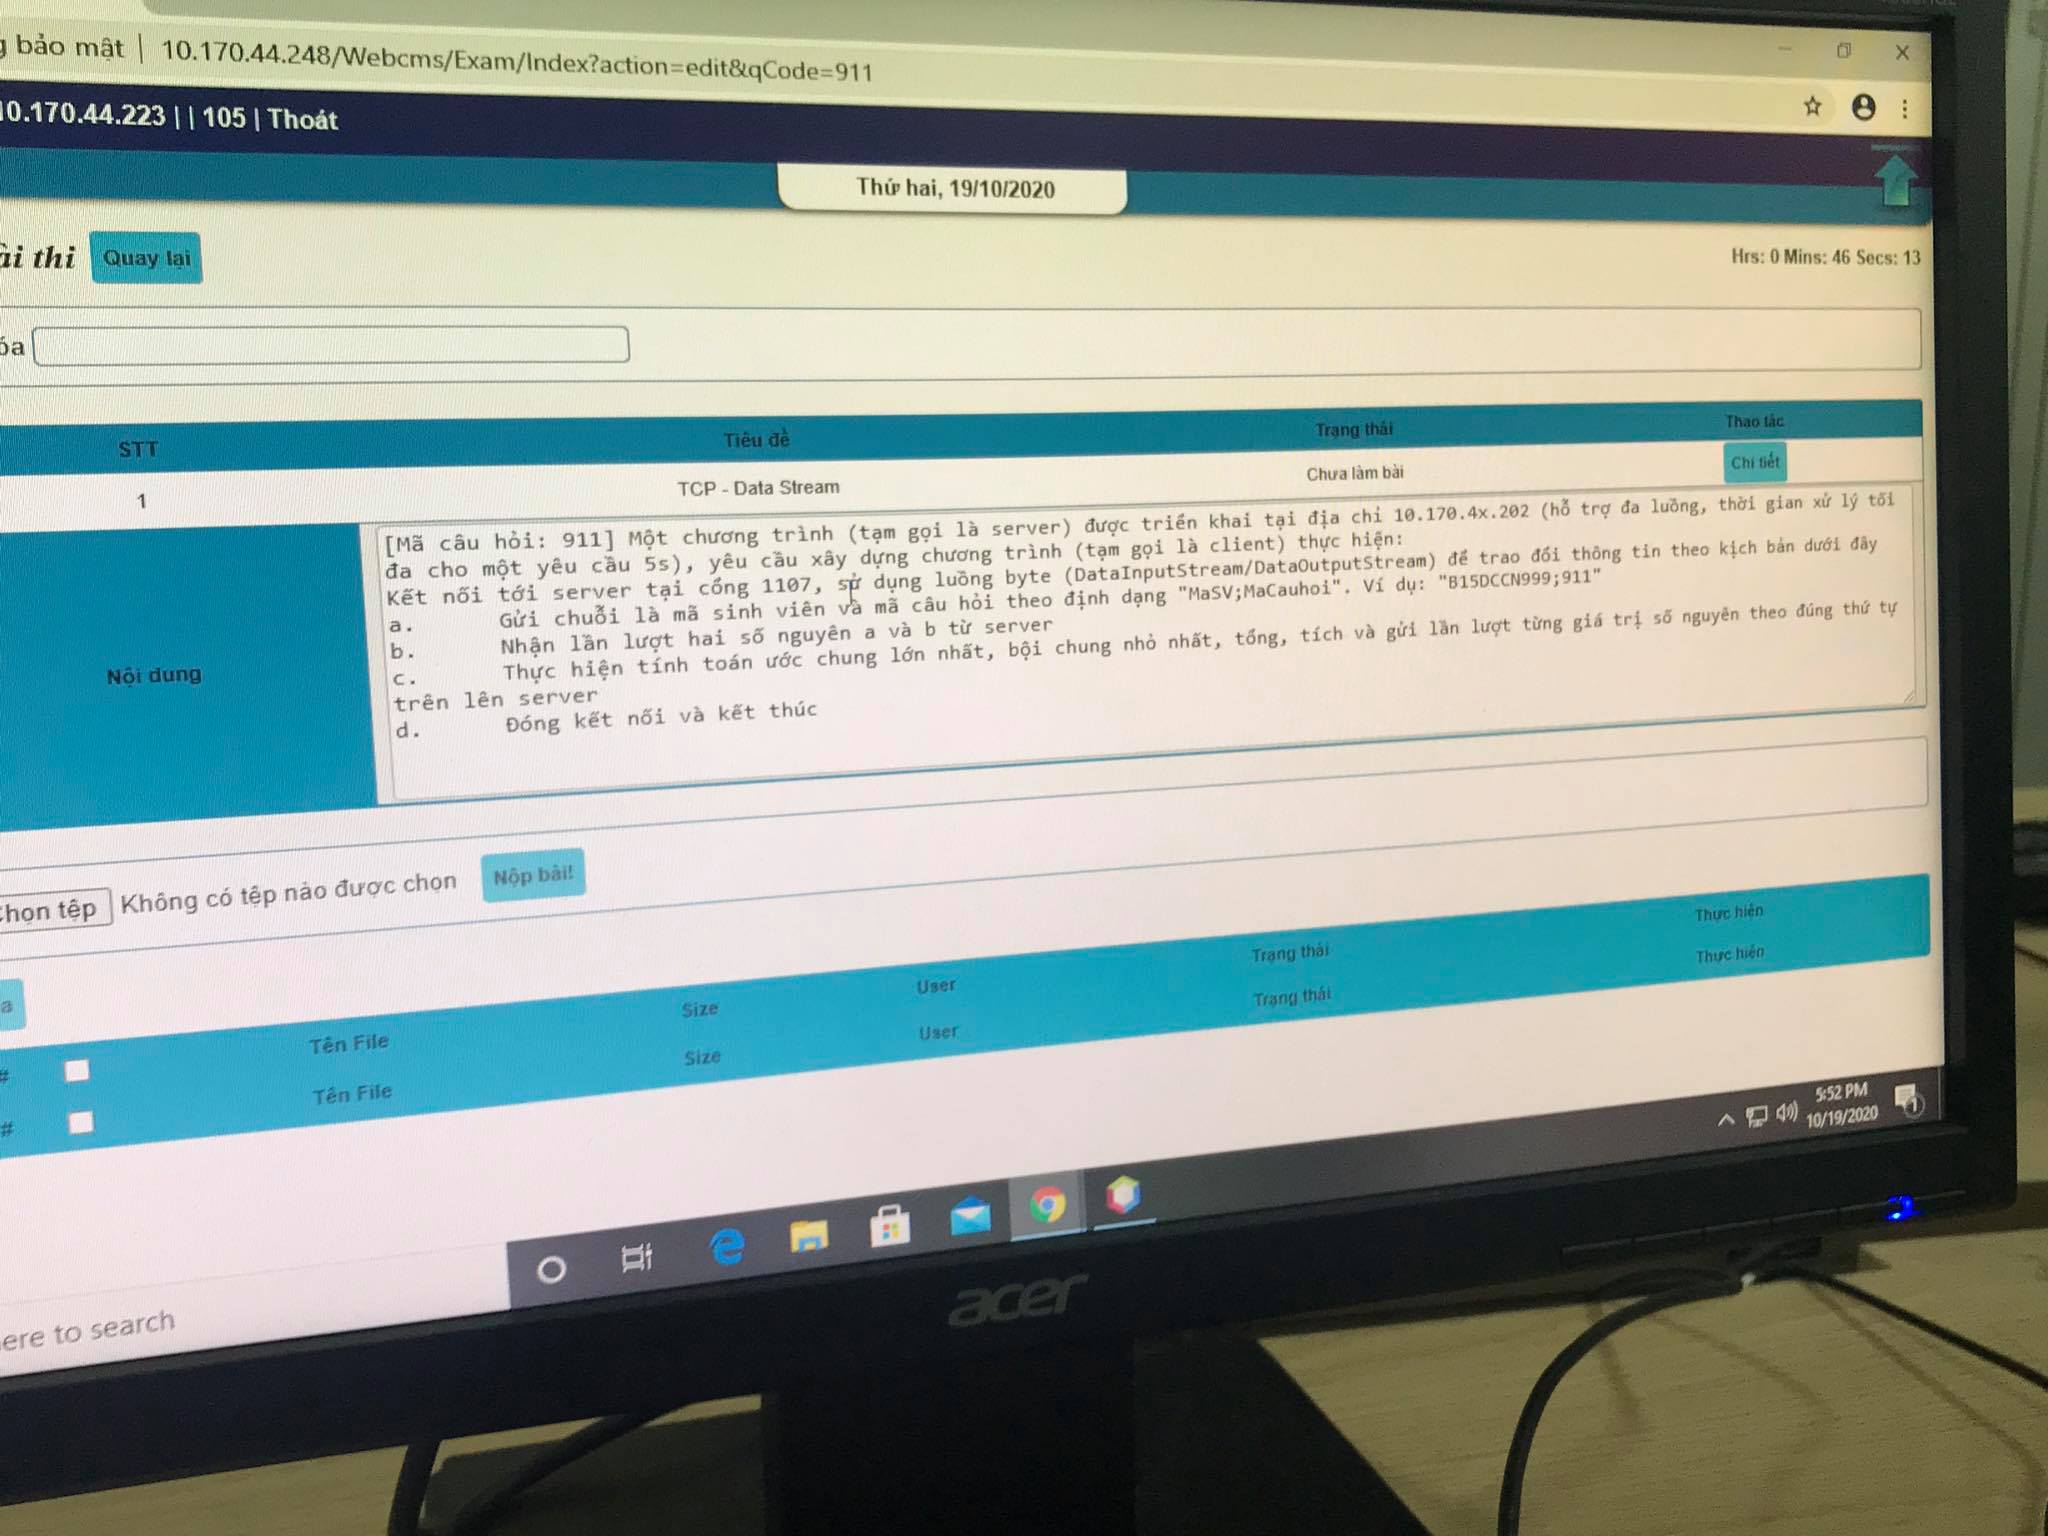 g bảo mật | 10.170.44.248/Webcms/Exam/Index?action=edit&qCode=911
10.170.44.223 | | 105 | Thoát
Thứ hai, 19/10/2020
ài thi Quay lại
Hrs: 0 Mins: 46 Secs: 13
óa
STT Tiêu đề Trạng thái Thao tác
1 TCP - Data Stream Chưa làm bài Chi tiết
Nội dung
[Mã câu hỏi: 911] Một chương trình (tạm gọi là server) được triển khai tại địa chỉ 10.170.4x.202 (hỗ trợ đa luồng, thời gian xử lý tối
đa cho một yêu cầu 5s), yêu cầu xây dựng chương trình (tạm gọi là client) thực hiện:
Kết nối tới server tại cổng 1107, sử dụng luồng byte (DataInputStream/DataOutputStream) để trao đổi thông tin theo kịch bản dưới đây
a. Gửi chuỗi là mã sinh viên và mã câu hỏi theo định dạng "MaSV;MaCauhoi". Ví dụ: "B15DCCN999;911"
b. Nhận lần lượt hai số nguyên a và b từ server
c. Thực hiện tính toán ước chung lớn nhất, bội chung nhỏ nhất, tổng, tích và gửi lần lượt từng giá trị số nguyên theo đúng thứ tự
trên lên server
d. Đóng kết nối và kết thúc
Chọn tệp Không có tệp nào được chọn Nộp bài!
a
# Tên File Size User Trạng thái Thực hiện
# Tên File Size User Trạng thái Thực hiện
5:52 PM
10/19/2020
1
ere to search
acer